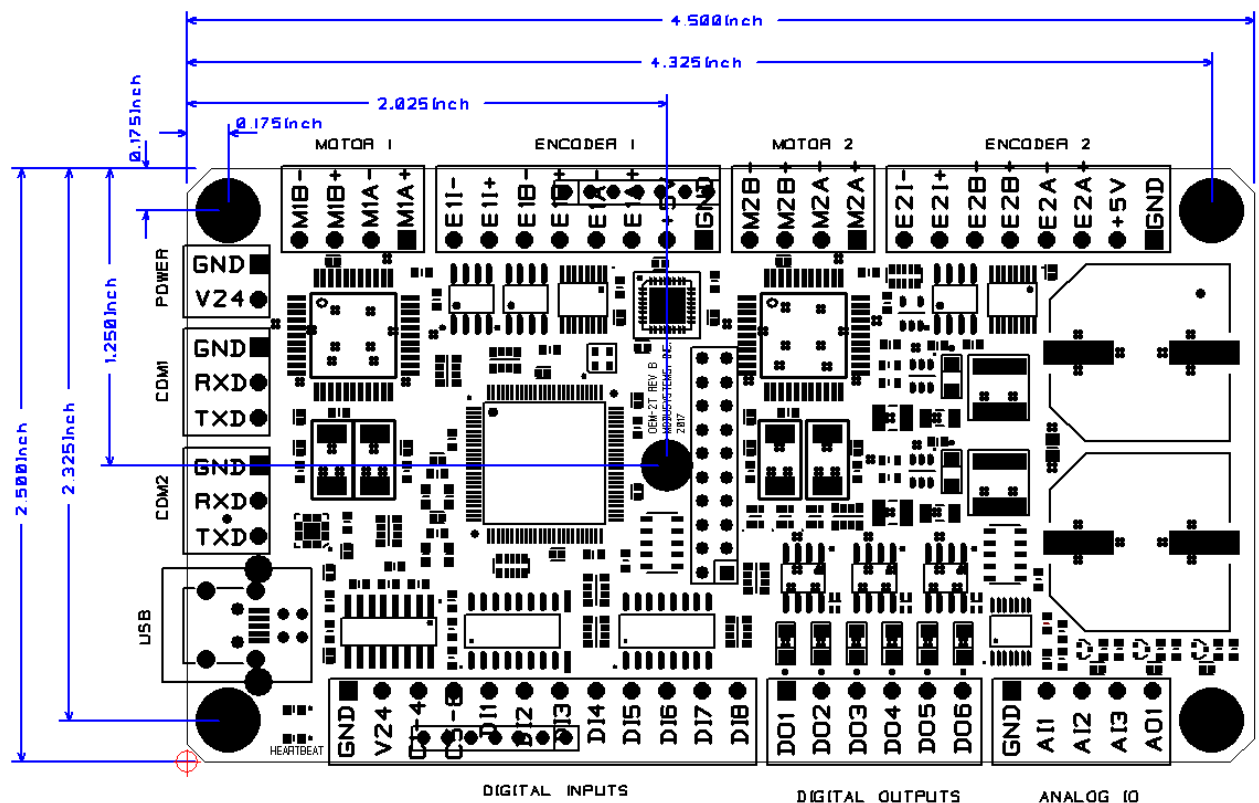 4.500Inch
4.325Inch
2.025Inch
0.175Inch
0.175Inch
1.250Inch
2.325Inch
2.500Inch
MOTOR 1
ENCODER 1
MOTOR 2
ENCODER 2
M1B-
M1B+
M1A-
M1A+
E1I-
E1I+
E1B-
E1B+
E1A-
E1A+
+5V
GND
M2B-
M2B+
M2A-
M2A+
E2I-
E2I+
E2B-
E2B+
E2A-
E2A+
+5V
GND
POWER
GND
V24
COM1
GND
RXD
TXD
COM2
GND
RXD
TXD
USB
OEM-2T REV B
2017
HEARTBEAT
GND
V24
DI1
DI2
DI3
DI4
DI5
DI6
DI7
DI8
DIGITAL INPUTS
DO1
DO2
DO3
DO4
DO5
DO6
DIGITAL OUTPUTS
GND
AI1
AI2
AI3
AO1
ANALOG IO